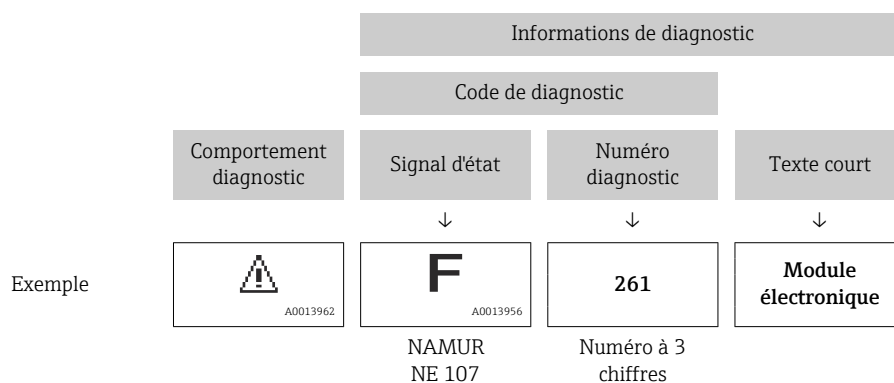 Informations de diagnostic
Code de diagnostic
Comportement
diagnostic
Signal d'état
Numéro
diagnostic
Texte court
Exemple
A0013962
F
A0013956
261
Module
électronique
NAMUR
NE 107
Numéro à 3
chiffres